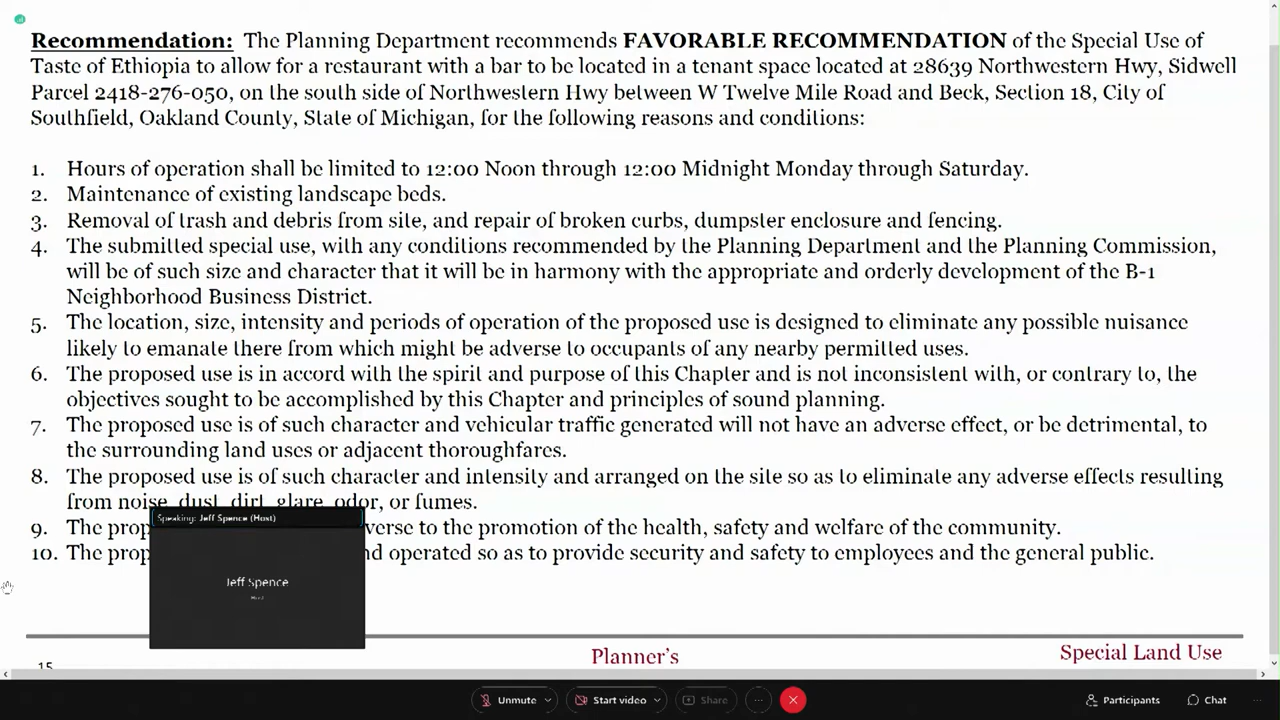 Recommendation: The Planning Department recommends FAVORABLE RECOMMENDATION of the Special Use of
Taste of Ethiopia to allow for a restaurant with a bar to be located in a tenant space located at 28639 Northwestern Hwy, Sidwell
Parcel 2418-276-050, on the south side of Northwestern Hwy between W Twelve Mile Road and Beck, Section 18, City of
Southfield, Oakland County, State of Michigan, for the following reasons and conditions:
1. Hours of operation shall be limited to 12:00 Noon through 12:00 Midnight Monday through Saturday.
2. Maintenance of existing landscape beds.
3. Removal of trash and debris from site, and repair of broken curbs, dumpster enclosure and fencing.
4. The submitted special use, with any conditions recommended by the Planning Department and the Planning Commission,
will be of such size and character that it will be in harmony with the appropriate and orderly development of the B-1
Neighborhood Business District.
5. The location, size, intensity and periods of operation of the proposed use is designed to eliminate any possible nuisance
likely to emanate there from which might be adverse to occupants of any nearby permitted uses.
6. The proposed use is in accord with the spirit and purpose of this Chapter and is not inconsistent with, or contrary to, the
objectives sought to be accomplished by this Chapter and principles of sound planning.
7. The proposed use is of such character and vehicular traffic generated will not have an adverse effect, or be detrimental, to
the surrounding land uses or adjacent thoroughfares.
8. The proposed use is of such character and intensity and arranged on the site so as to eliminate any adverse effects resulting
from noise, dust, dirt, glare, odor, or fumes.
Speaking: Jeff Spence (Host)
9. The prop verse to the promotion of the health, safety and welfare of the community.
10. The prop nd operated so as to provide security and safety to employees and the general public.
Jeff Spence
Host
Planner's
Special Land Use
15
Unmute
Start video
Share
Participants
Chat